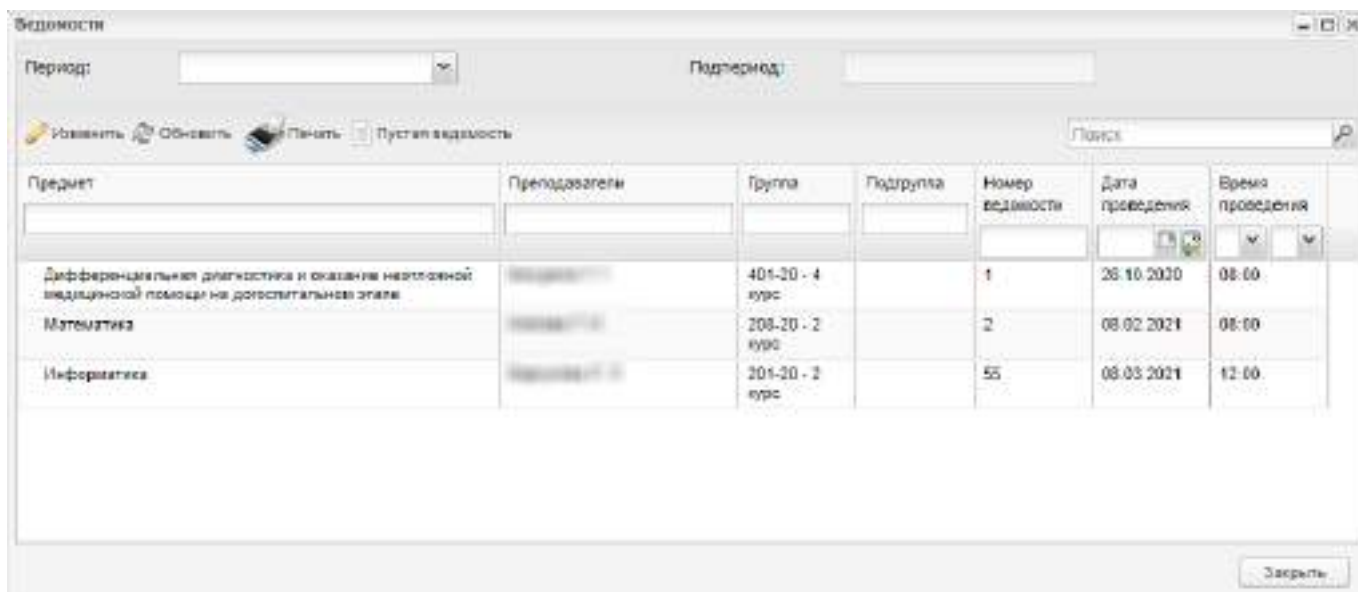 Ведомости
Период: Подпериод:
Изменить Обновить Печать Пустая ведомость Поиск
Предмет Преподаватели Группа Подгруппа Номер ведомости Дата проведения Время проведения
Дифференциальная диагностика и оказание неотложной
медицинской помощи на догоспитальном этапе
401-20 - 4
курс
1 26.10.2020 08:00
Математика
208-20 - 2
курс
2 08.02.2021 08:00
Информатика
201-20 - 2
курс
55 08.03.2021 12:00
Закрыть